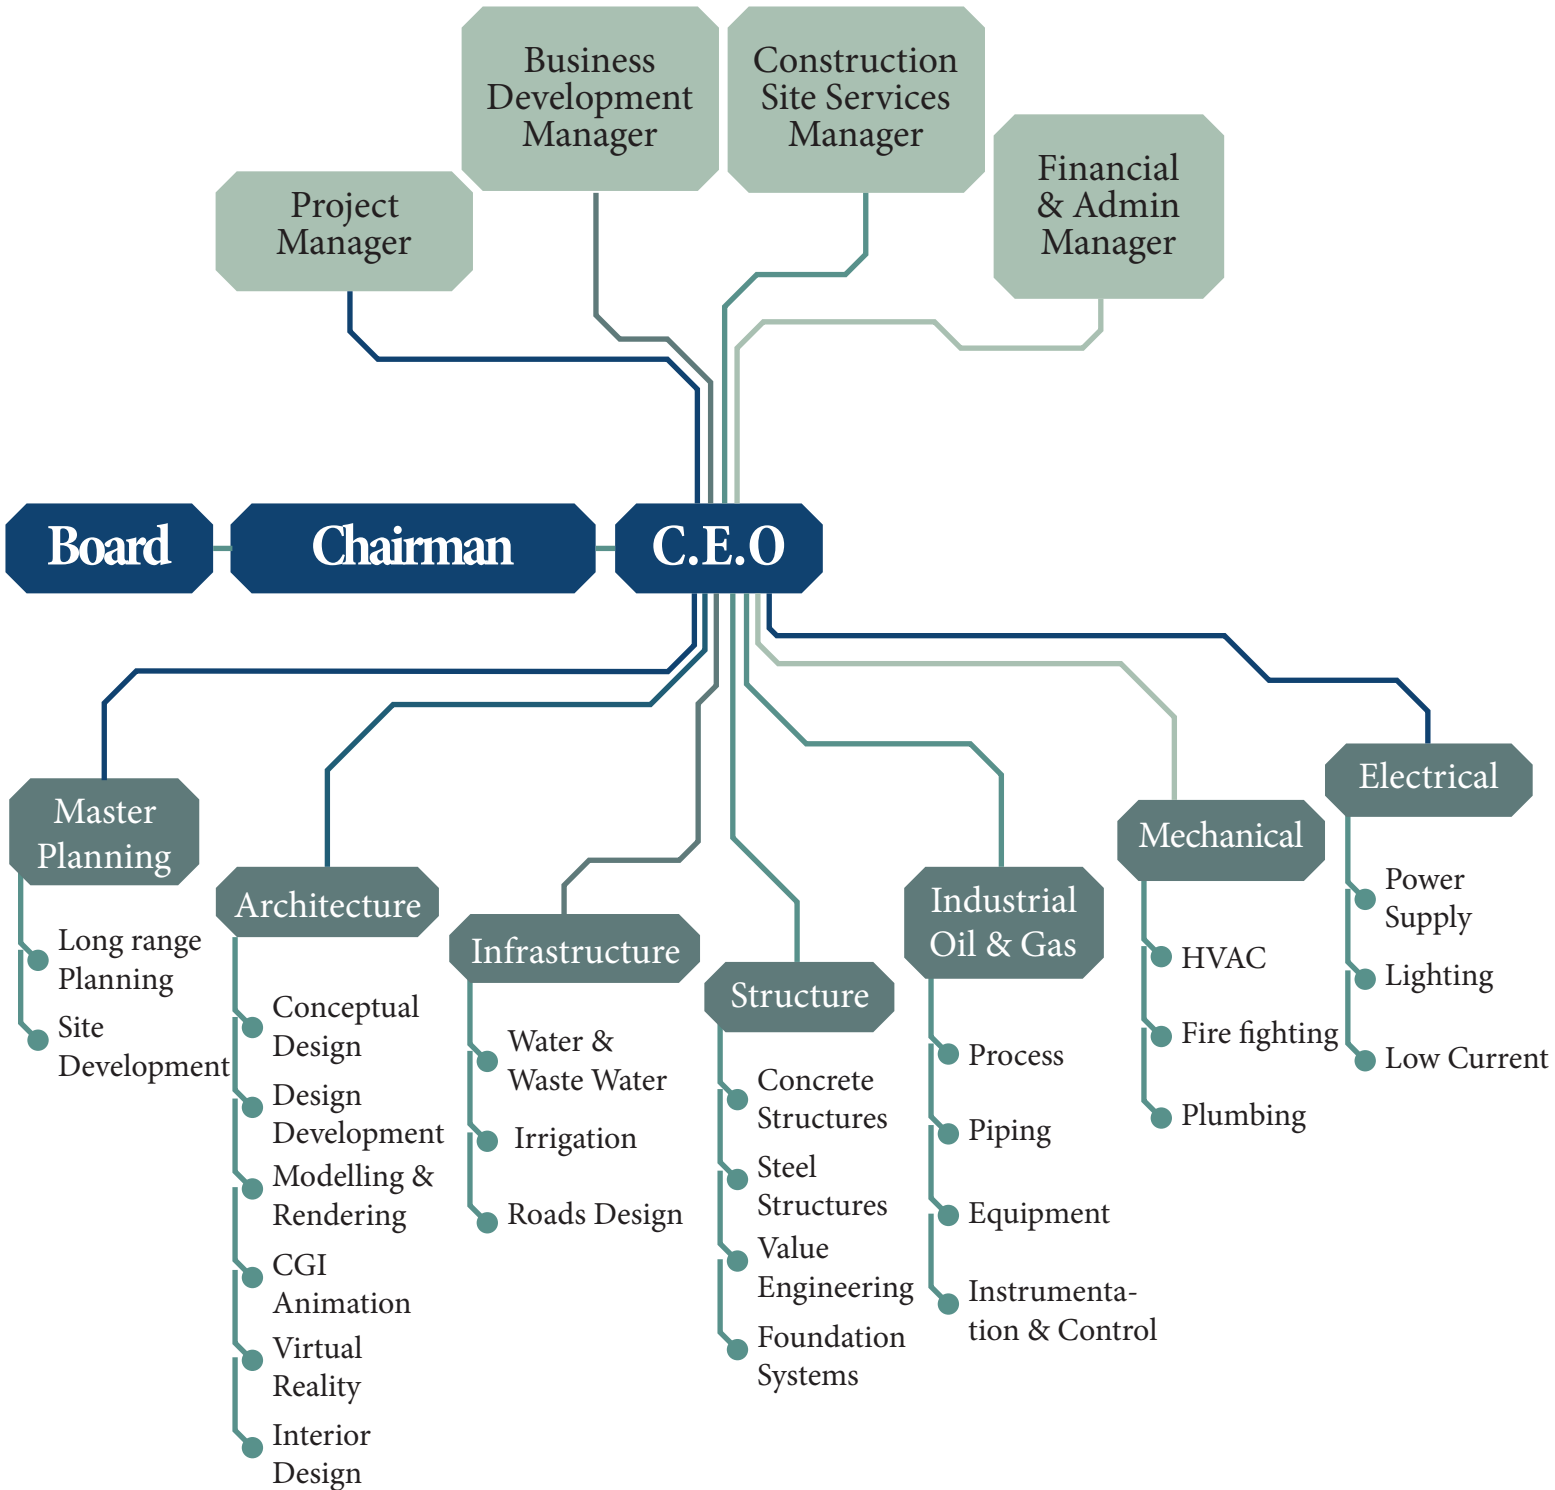 Business
Development
Manager
Construction
Site Services
Manager
Financial
& Admin
Manager
Project
Manager
Board
Chairman
C.E.O
Master
Planning
Long range
Planning
Site
Development
Architecture
Conceptual
Design
Design
Development
Modelling &
Rendering
CGI
Animation
Virtual
Reality
Interior
Design
Infrastructure
Water &
Waste Water
Irrigation
Roads Design
Structure
Concrete
Structures
Steel
Structures
Value
Engineering
Foundation
Systems
Industrial
Oil & Gas
Process
Piping
Equipment
Instrumenta-
tion & Control
Mechanical
HVAC
Fire fighting
Plumbing
Electrical
Power
Supply
Lighting
Low Current